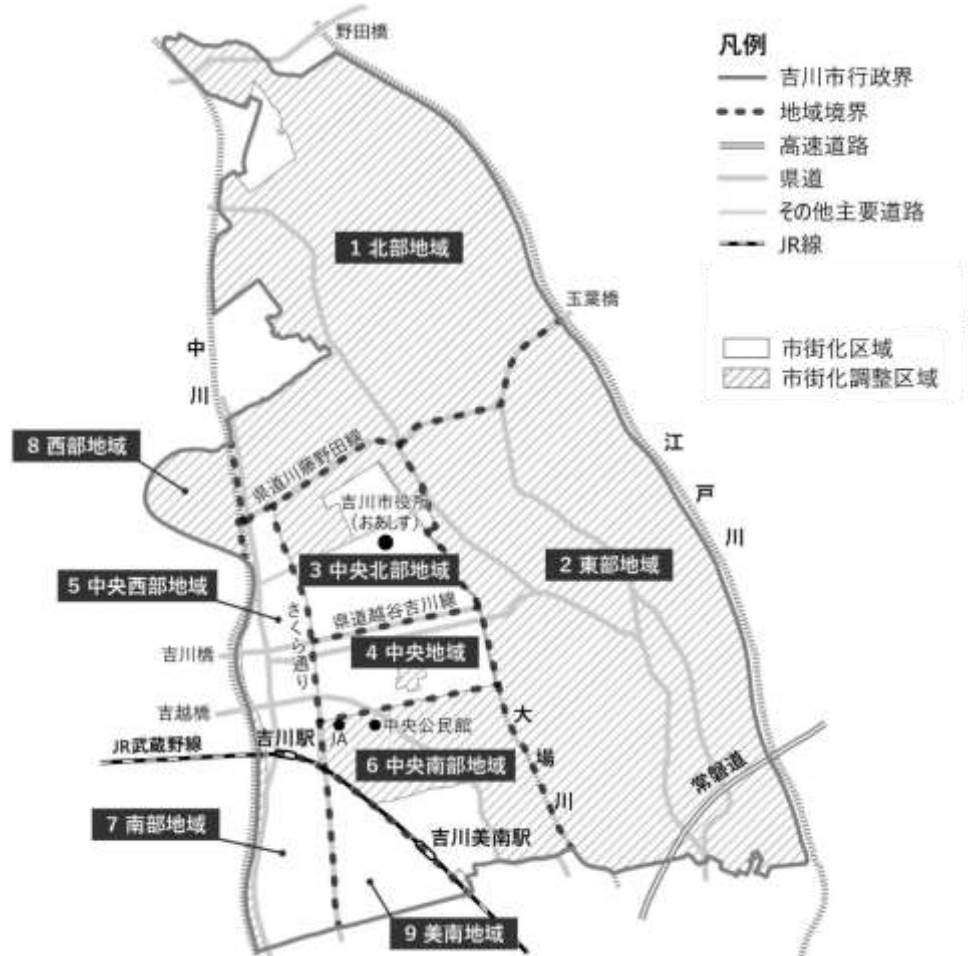 野田橋
凡例
吉川市行政界
地域境界
高速道路
県道
その他主要道路
JR線
市街化区域
市街化調整区域
1 北部地域
玉葉橋
中川
8 西部地域
県道川藤野田線
江戸川
吉川市役所
(おあしす)
2 東部地域
3 中央北部地域
5 中央西部地域
さくら通り
県道越谷吉川線
吉川橋
4 中央地域
吉越橋
大場川
JA
中央公民館
吉川駅
JR武蔵野線
6 中央南部地域
常磐道
7 南部地域
吉川美南駅
9 美南地域